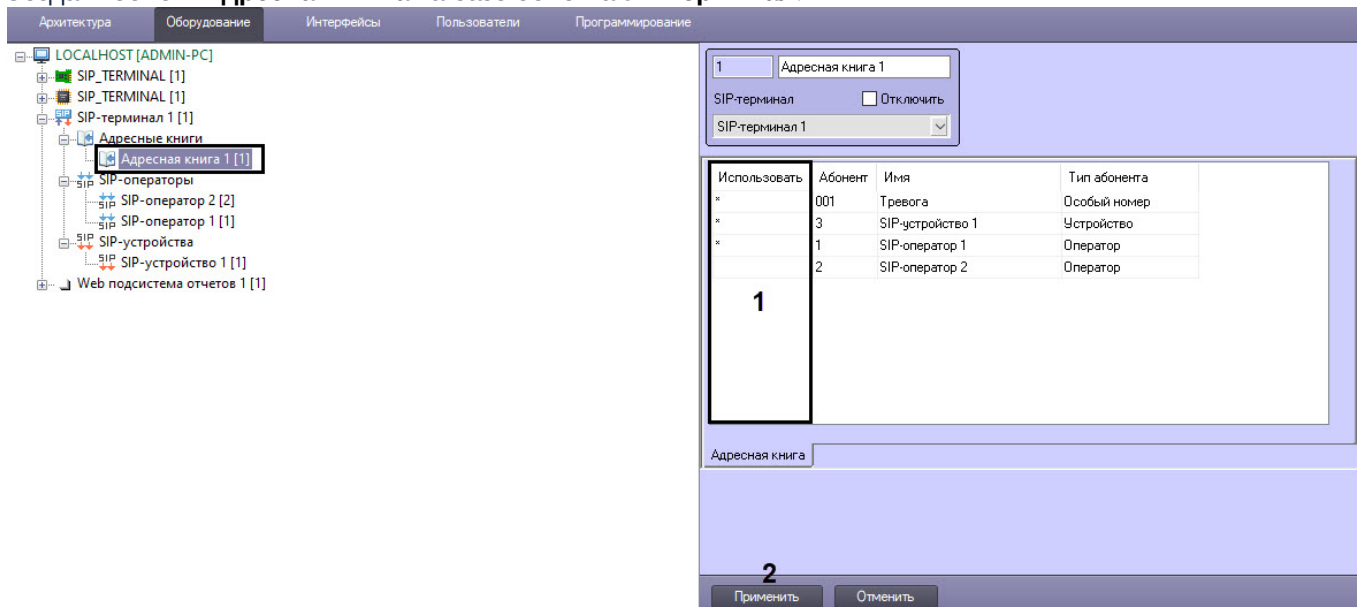 Архитектура Оборудование Интерфейсы Пользователи Программирование
LOCALHOST [ADMIN-PC]
SIP_TERMINAL [1]
SIP_TERMINAL [1]
SIP-терминал 1 [1]
Адресные книги
Адресная книга 1 [1]
SIP-операторы
SIP-оператор 2 [2]
SIP-оператор 1 [1]
SIP-устройства
SIP-устройство 1 [1]
Web подсистема отчетов 1 [1]
1 Адресная книга 1
SIP-терминал Отключить
SIP-терминал 1
Использовать Абонент Имя Тип абонента
* 001 Тревога Особый номер
* 3 SIP-устройство 1 Устройство
* 1 SIP-оператор 1 Оператор
2 SIP-оператор 2 Оператор
1
Адресная книга
2
Применить Отменить